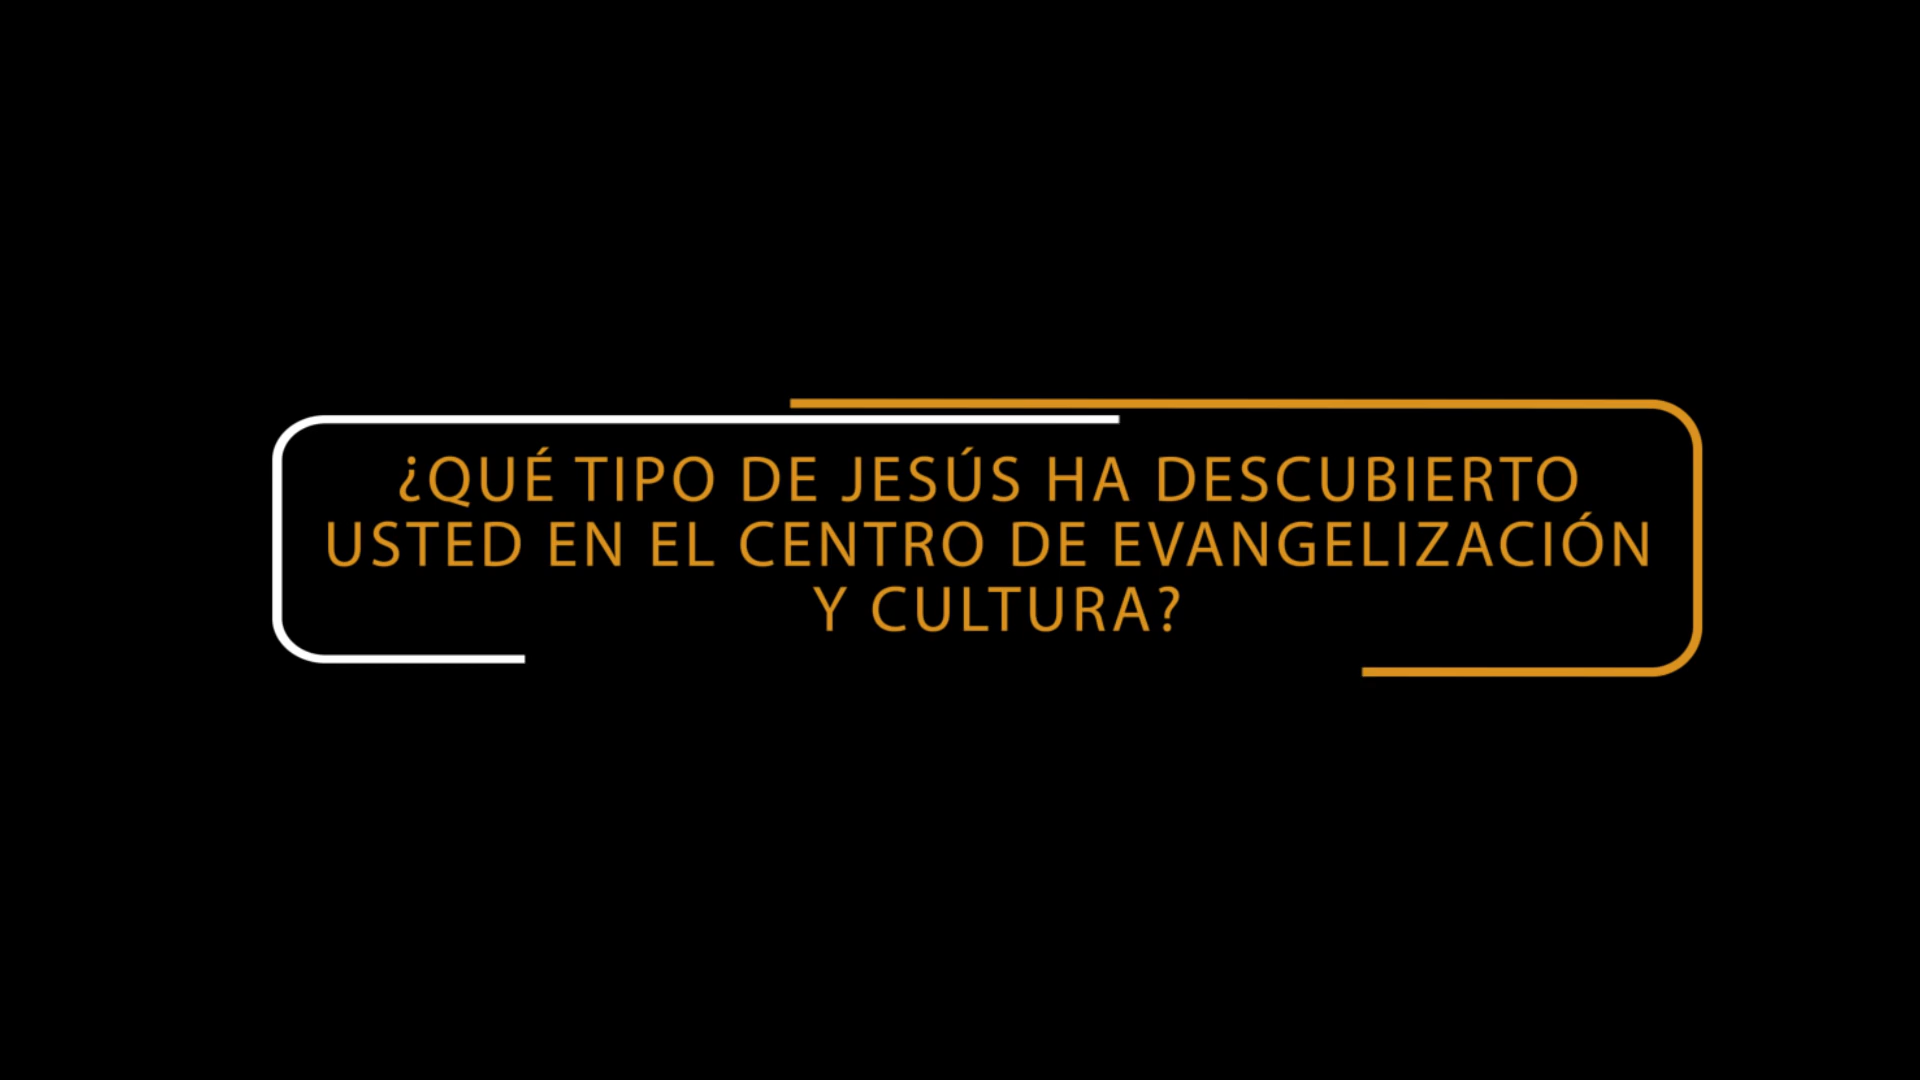 ¿QUÉ TIPO DE JESÚS HA DESCUBIERTO
USTED EN EL CENTRO DE EVANGELIZACIÓN
Y CULTURA?